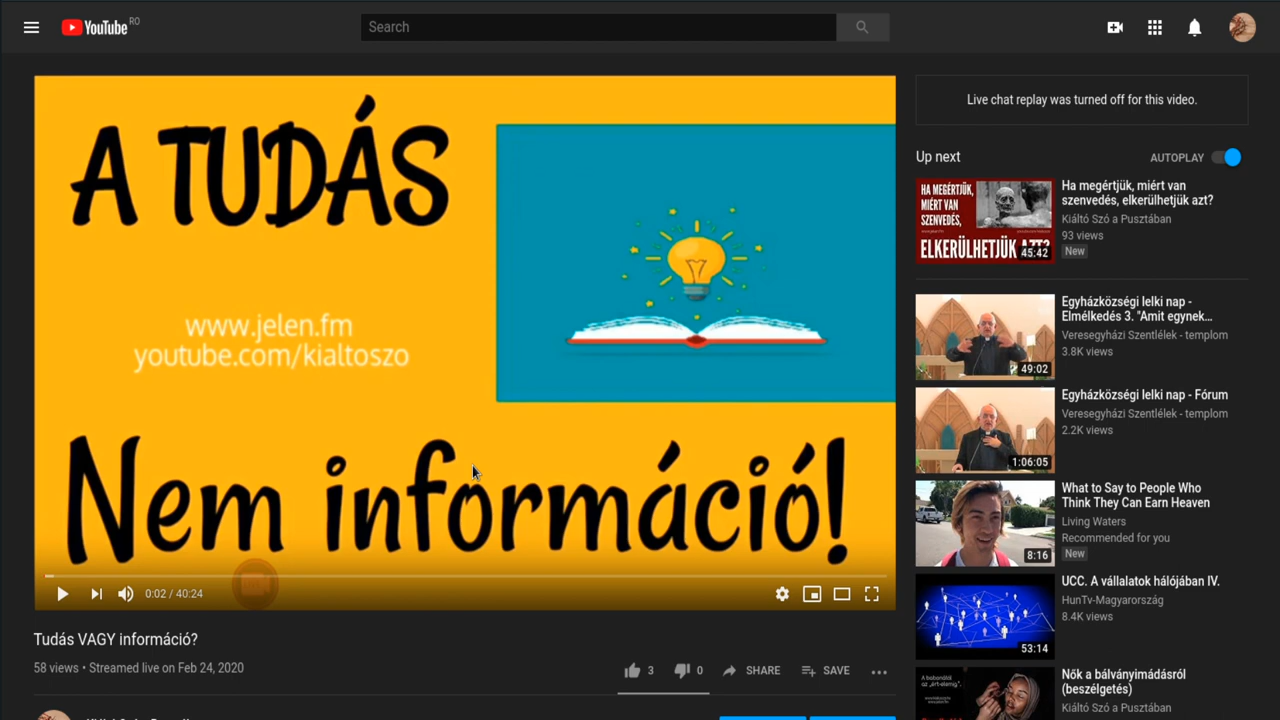 YouTube RO
Search
A TUDÁS
www.jelen.fm
youtube.com/kialtoszo
Nem információ!
0:02 / 40:24
Tudás VAGY információ?
58 views • Streamed live on Feb 24, 2020
3
0
SHARE
SAVE
Live chat replay was turned off for this video.
Up next
AUTOPLAY
HA MEGÉRTJÜK,
MIÉRT VAN
SZENVEDÉS,
ELKERÜLHETJÜK AZT?
45:42
Ha megértjük, miért van
szenvedés, elkerülhetjük azt?
Kiáltó Szó a Pusztában
93 views
New
49:02
Egyházközségi lelki nap -
Elmélkedés 3. "Amit egynek...
Veresegyházi Szentlélek - templom
3.8K views
1:06:05
Egyházközségi lelki nap - Fórum
Veresegyházi Szentlélek - templom
2.2K views
8:16
What to Say to People Who
Think They Can Earn Heaven
Living Waters
Recommended for you
New
53:14
UCC. A vállalatok hálójában IV.
HunTv-Magyarország
8.4K views
A babonától
az „ért-elemig”.
Nők a bálványimádásról
(beszélgetés)
Kiáltó Szó a Pusztában